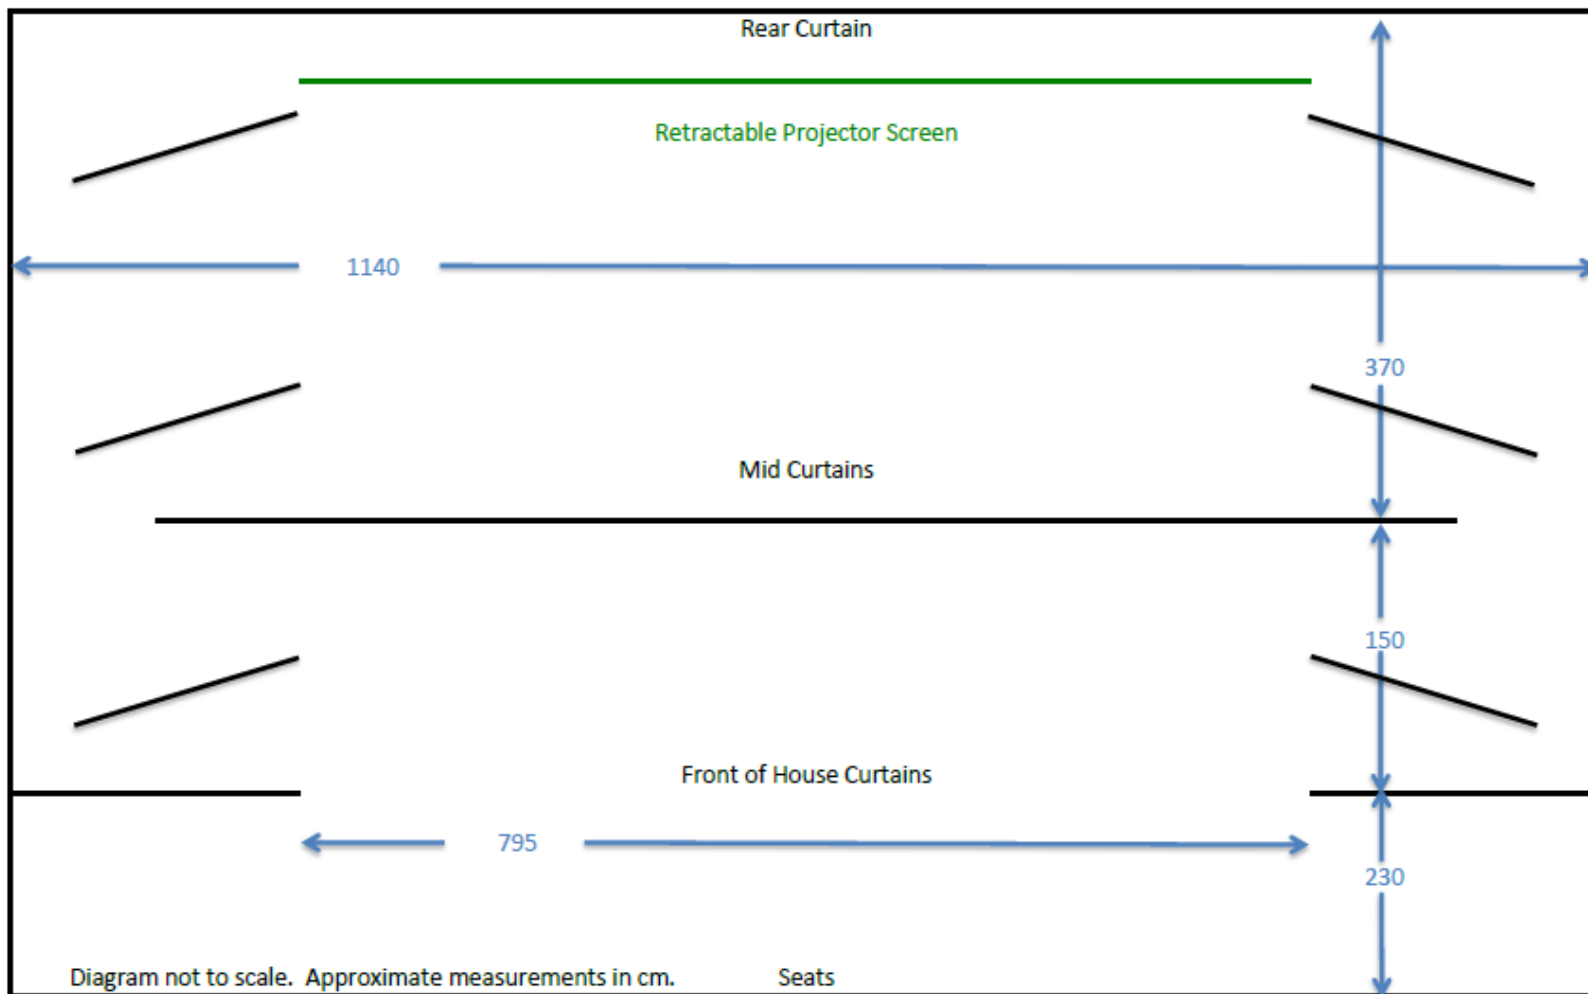 Rear Curtain
Retractable Projector Screen
1140
370
Mid Curtains
150
Front of House Curtains
795
230
Diagram not to scale.  Approximate measurements in cm.
Seats